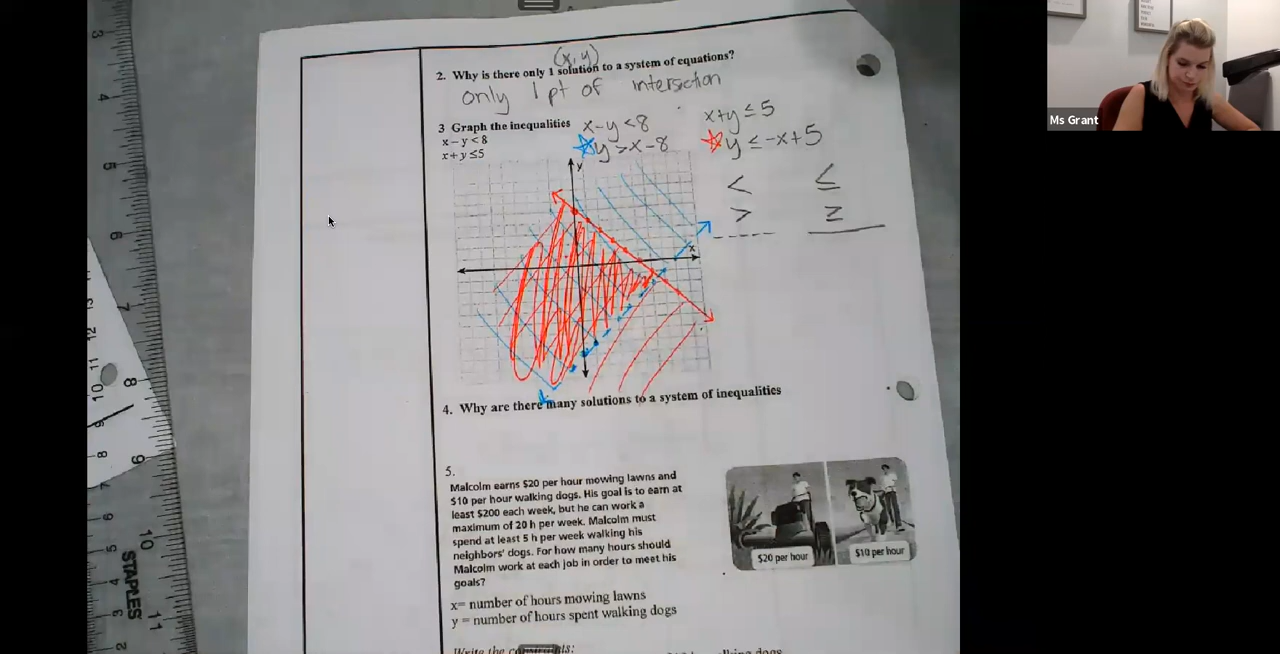 (x, y)
2. Why is there only 1 solution to a system of equations?
only 1 pt of intersection
3 Graph the inequalities
x – y < 8
x + y ≤ 5
x-y<8
☆y>x-8
x+y≤5
☆y≤-x+5
y
x
< ≤
> ≥
4. Why are there many solutions to a system of inequalities
5.
Malcolm earns $20 per hour mowing lawns and
$10 per hour walking dogs. His goal is to earn at
least $200 each week, but he can work a
maximum of 20 h per week. Malcolm must
spend at least 5 h per week walking his
neighbors' dogs. For how many hours should
Malcolm work at each job in order to meet his
goals?
$20 per hour
$10 per hour
x= number of hours mowing lawns
y = number of hours spent walking dogs
Write the constraints:
walking dogs
STAPLES
Ms Grant